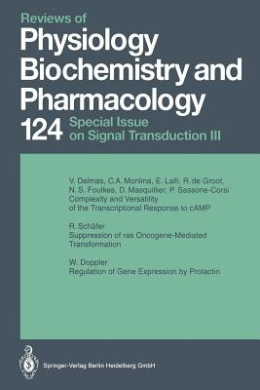 Reviews of
Physiology
Biochemistry and
Pharmacology
124 Special Issue
on Signal Transduction III
V. Delmas, C.A. Monlina, E. Lalli, R. de Groot,
N. S. Foulkes, D. Masquillier, P. Sassone-Corsi
Complexity and Versatility
of the Transcriptional Response to cAMP
R. Schäfer
Suppression of ras Oncogene-Mediated
Transformation
W. Doppler
Regulation of Gene Expression by Prolactin
Springer-Verlag Berlin Heidelberg GmbH